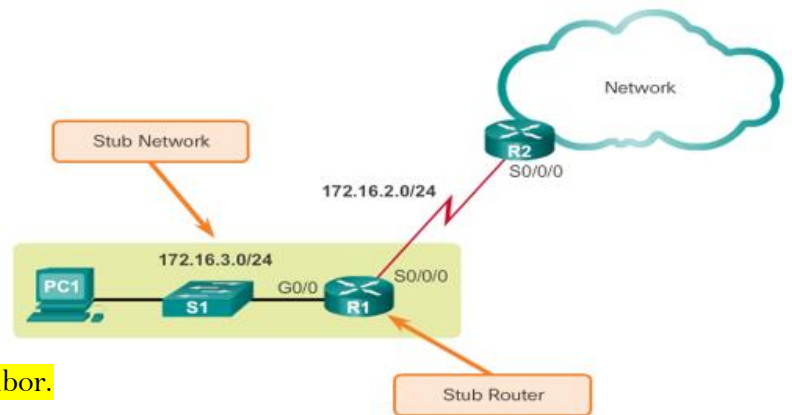 Network
Stub Network
R2
S0/0/0
172.16.2.0/24
172.16.3.0/24
S0/0/0
G0/0
PC1
S1
R1
Stub Router